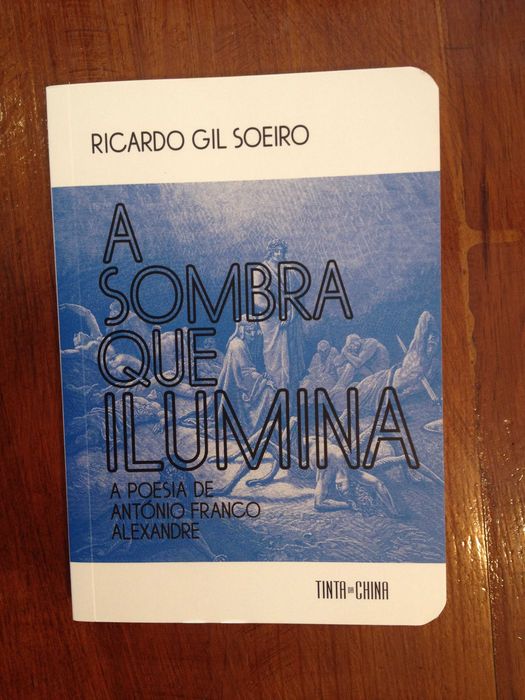 RICARDO GIL SOEIRO
A
SOMBRA
QUE
ILUMINA
A POESIA DE
ANTÓNIO FRANCO
ALEXANDRE
TINTA DA CHINA